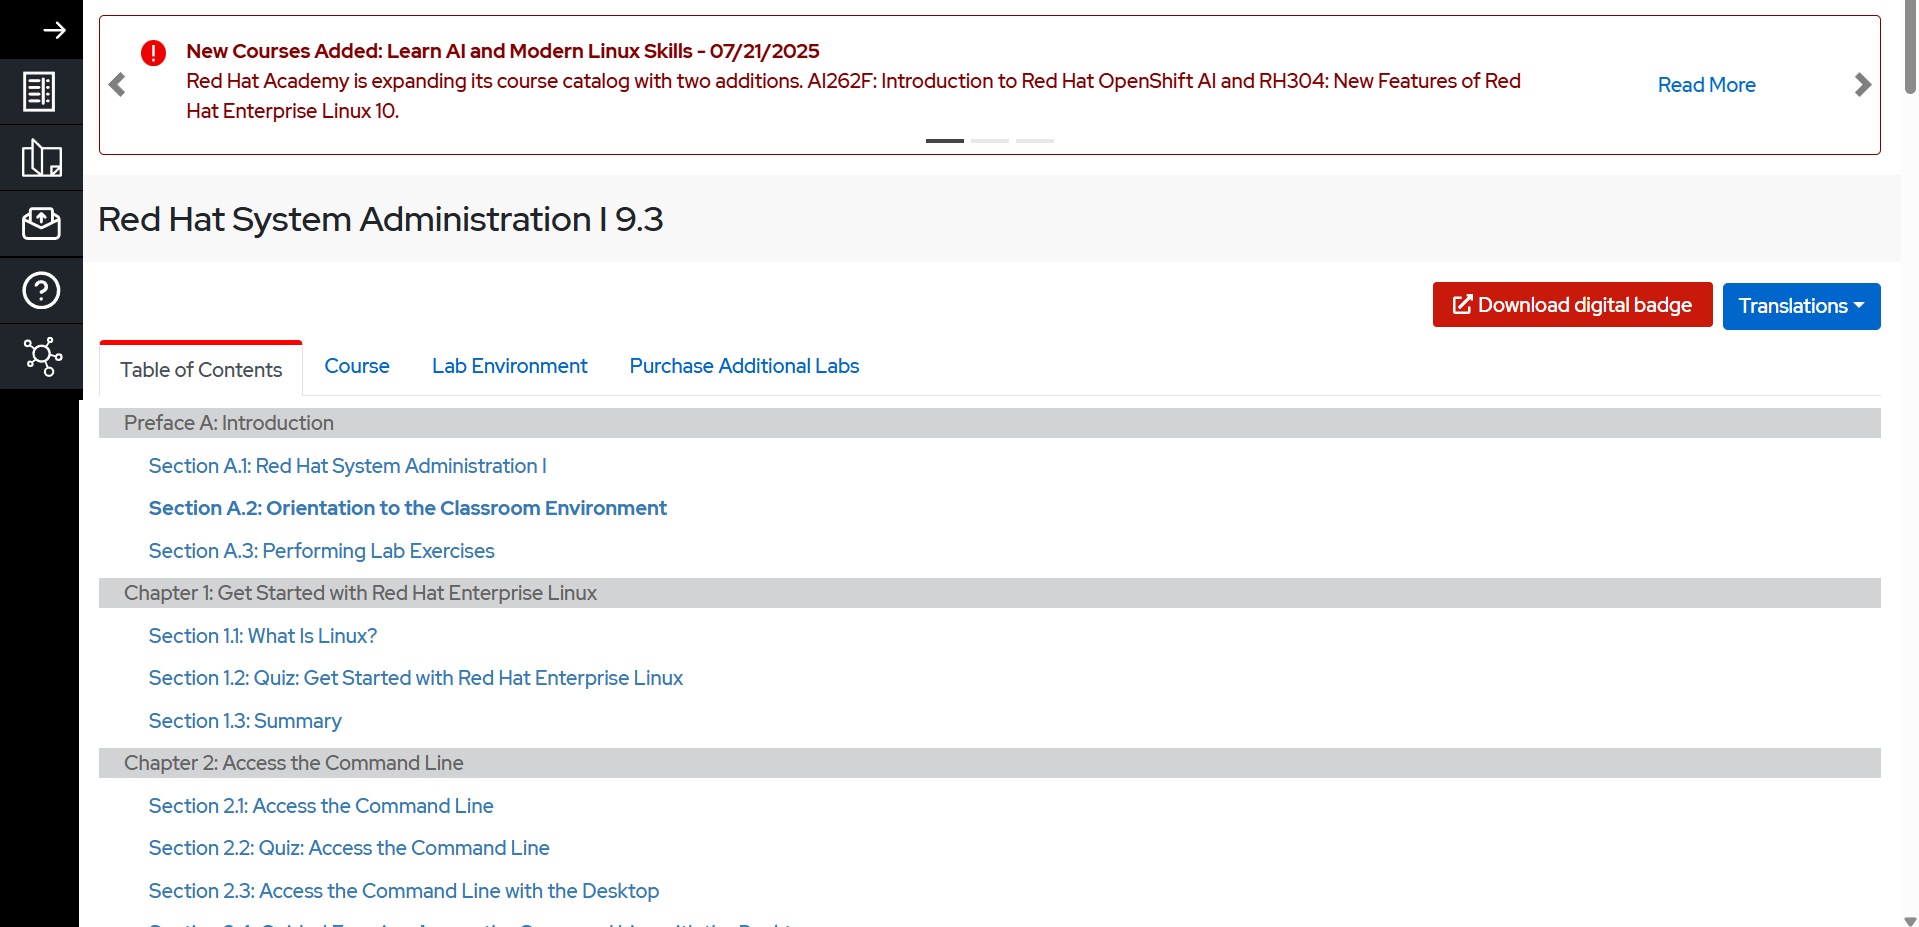 New Courses Added: Learn AI and Modern Linux Skills - 07/21/2025
Red Hat Academy is expanding its course catalog with two additions. AI262F: Introduction to Red Hat OpenShift AI and RH304: New Features of Red
Hat Enterprise Linux 10.
Read More
Red Hat System Administration I 9.3
Download digital badge
Translations
Table of Contents
Course
Lab Environment
Purchase Additional Labs
Preface A: Introduction
Section A.1: Red Hat System Administration I
Section A.2: Orientation to the Classroom Environment
Section A.3: Performing Lab Exercises
Chapter 1: Get Started with Red Hat Enterprise Linux
Section 1.1: What Is Linux?
Section 1.2: Quiz: Get Started with Red Hat Enterprise Linux
Section 1.3: Summary
Chapter 2: Access the Command Line
Section 2.1: Access the Command Line
Section 2.2: Quiz: Access the Command Line
Section 2.3: Access the Command Line with the Desktop